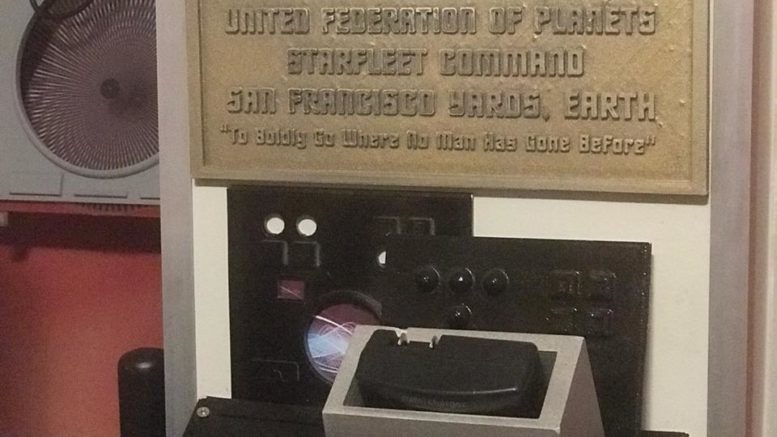 UNITED FEDERATION OF PLANETS
STARFLEET COMMAND
SAN FRANCISCO YARDS, EARTH
"To Boldly Go Where No Man Has Gone Before"